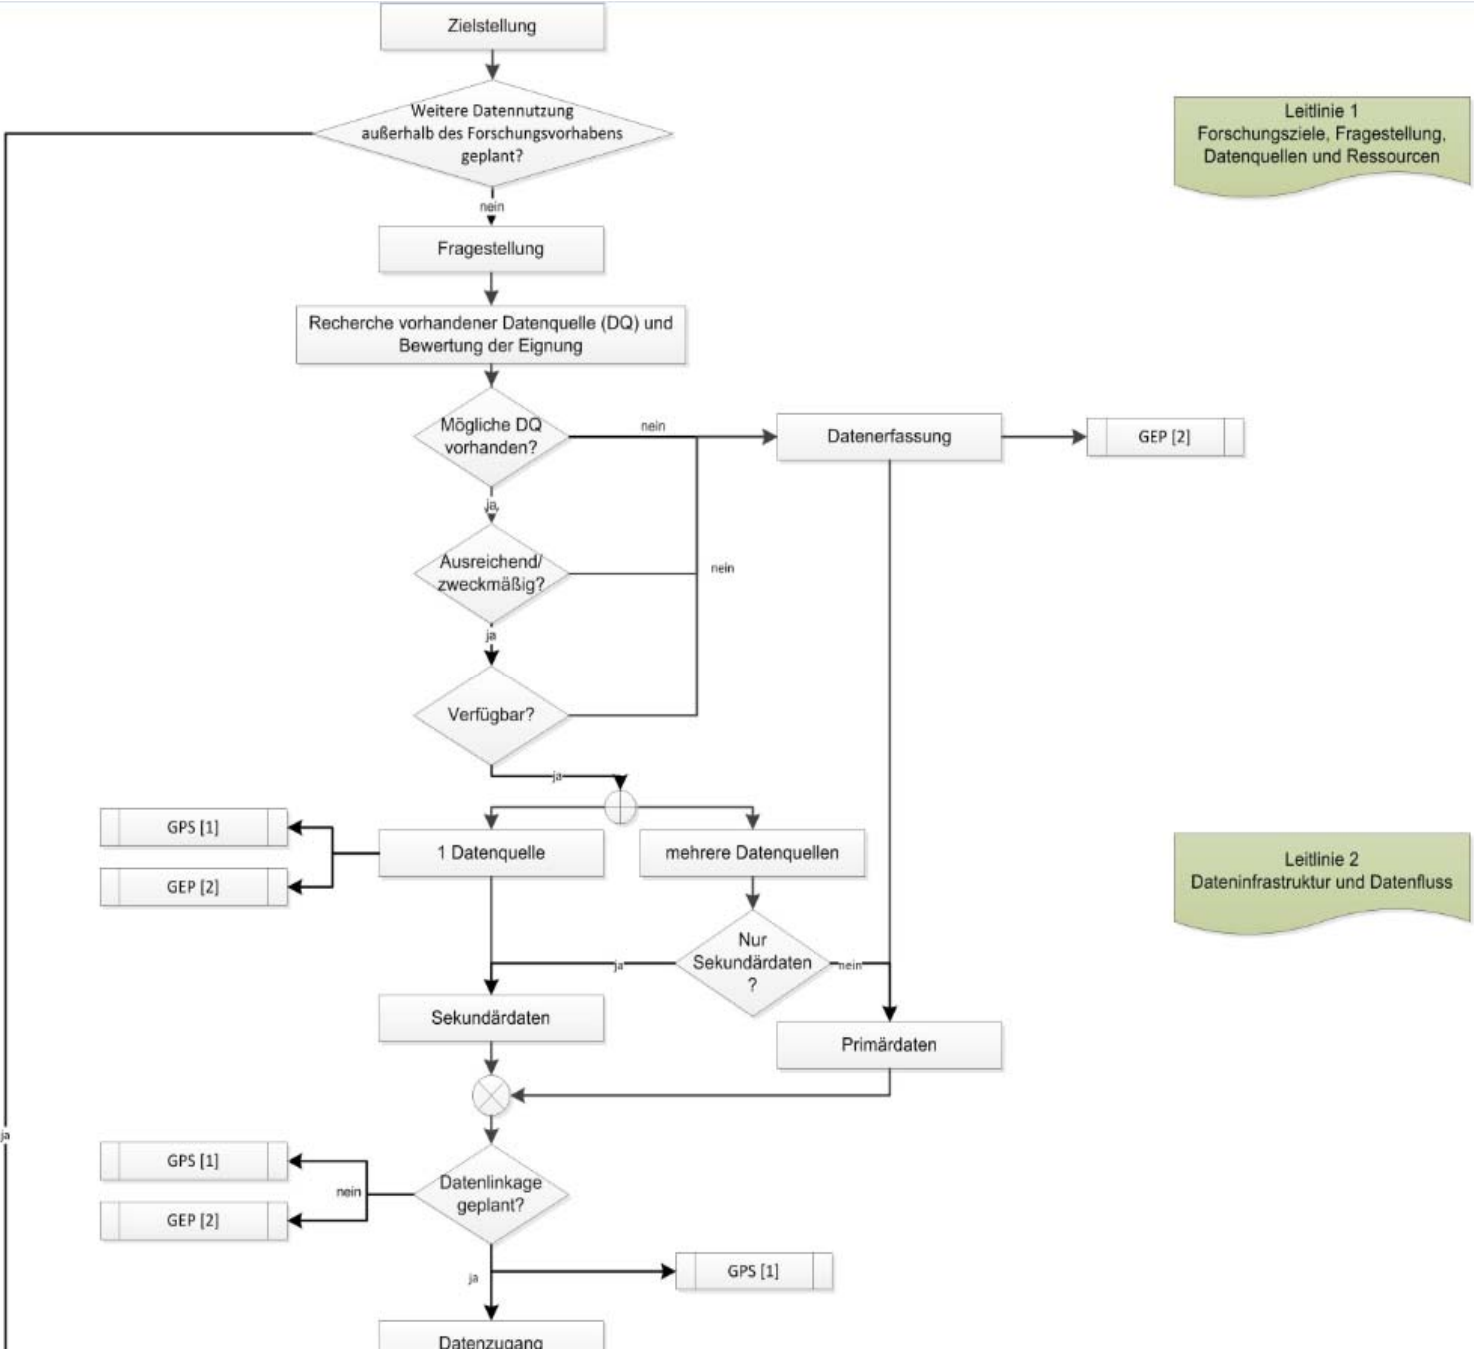 Zielstellung
Weitere Datennutzung
außerhalb des Forschungsvorhabens
geplant?
Leitlinie 1
Forschungsziele, Fragestellung,
Datenquellen und Ressourcen
nein
Fragestellung
Recherche vorhandener Datenquelle (DQ) und
Bewertung der Eignung
Mögliche DQ
vorhanden?
nein
Datenerfassung
GEP [2]
ja
Ausreichend/
zweckmäßig?
nein
ja
Verfügbar?
ja
GPS [1]
GEP [2]
1 Datenquelle
mehrere Datenquellen
Leitlinie 2
Dateninfrastruktur und Datenfluss
Nur
Sekundärdaten
?
ja
nein
Sekundärdaten
Primärdaten
ja
GPS [1]
GEP [2]
nein
Datenlinkage
geplant?
ja
GPS [1]
Datenzugang